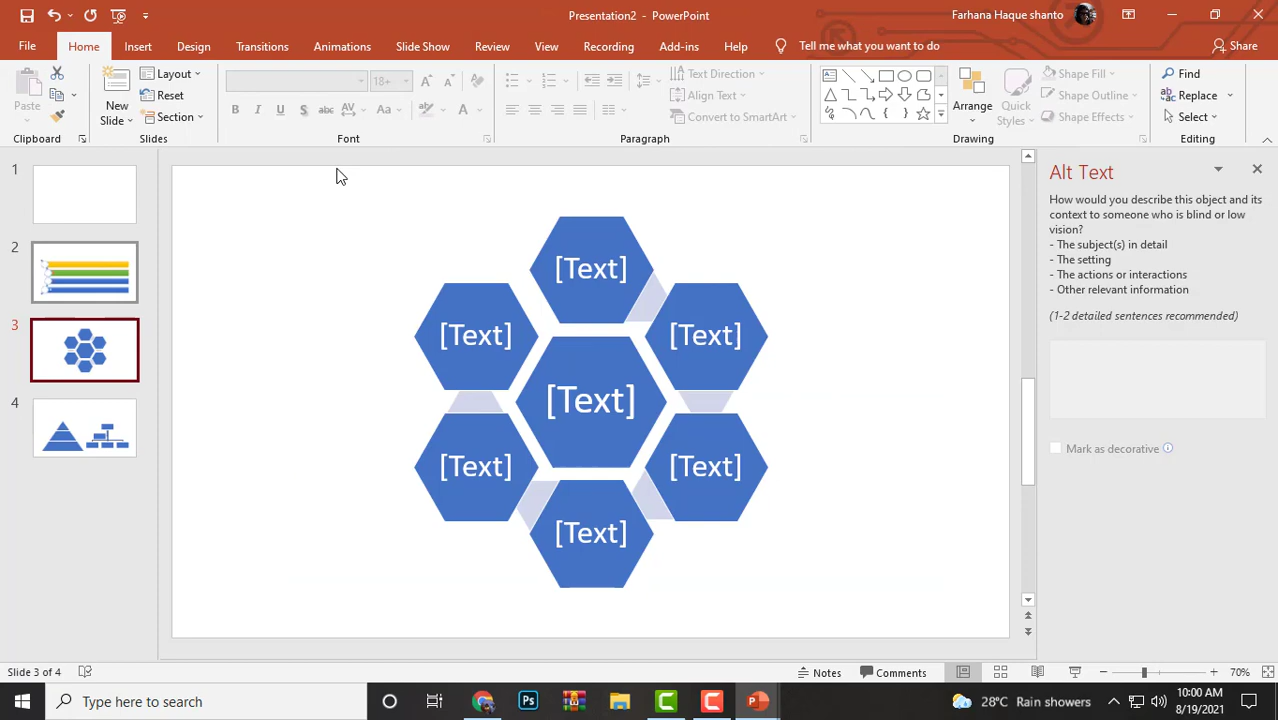 Presentation2 - PowerPoint
Farhana Haque shanto
File Home Insert Design Transitions Animations Slide Show Review View Recording Add-ins Help Tell me what you want to do Share
Paste
Clipboard
New
Slide
Layout
Reset
Section
Slides
18
B I U S abc AV Aa A
Font
Text Direction
Align Text
Convert to SmartArt
Paragraph
Arrange
Quick
Styles
Shape Fill
Shape Outline
Shape Effects
Drawing
Find
Replace
Select
Editing
1
2
3
4
[Text]
[Text]
[Text]
[Text]
[Text]
[Text]
[Text]
Alt Text
How would you describe this object and its
context to someone who is blind or low
vision?
- The subject(s) in detail
- The setting
- The actions or interactions
- Other relevant information
(1-2 detailed sentences recommended)
Mark as decorative
Slide 3 of 4
Notes
Comments
70%
Type here to search
Ps
28°C Rain showers
10:00 AM
8/19/2021